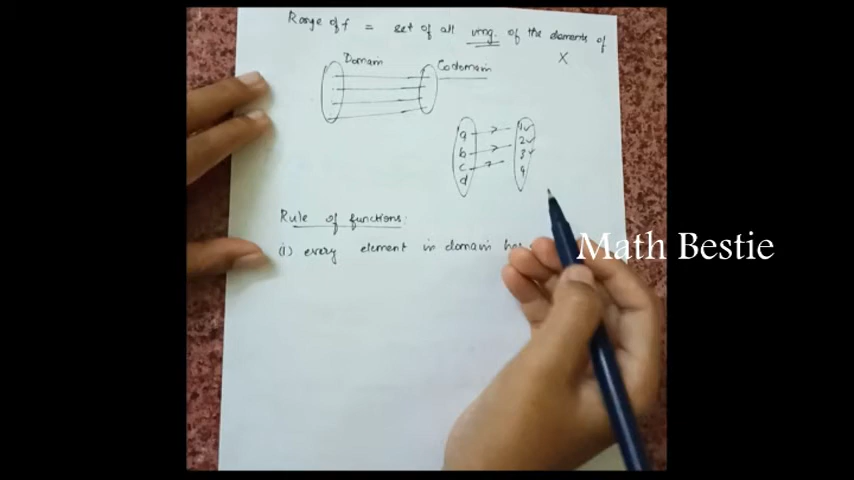 Range of f = set of all img. of the elements of
X
Domain Codomain
a 1
b 2
c 3
d 4
Rule of functions:
(i) every element in domain has
Math Bestie